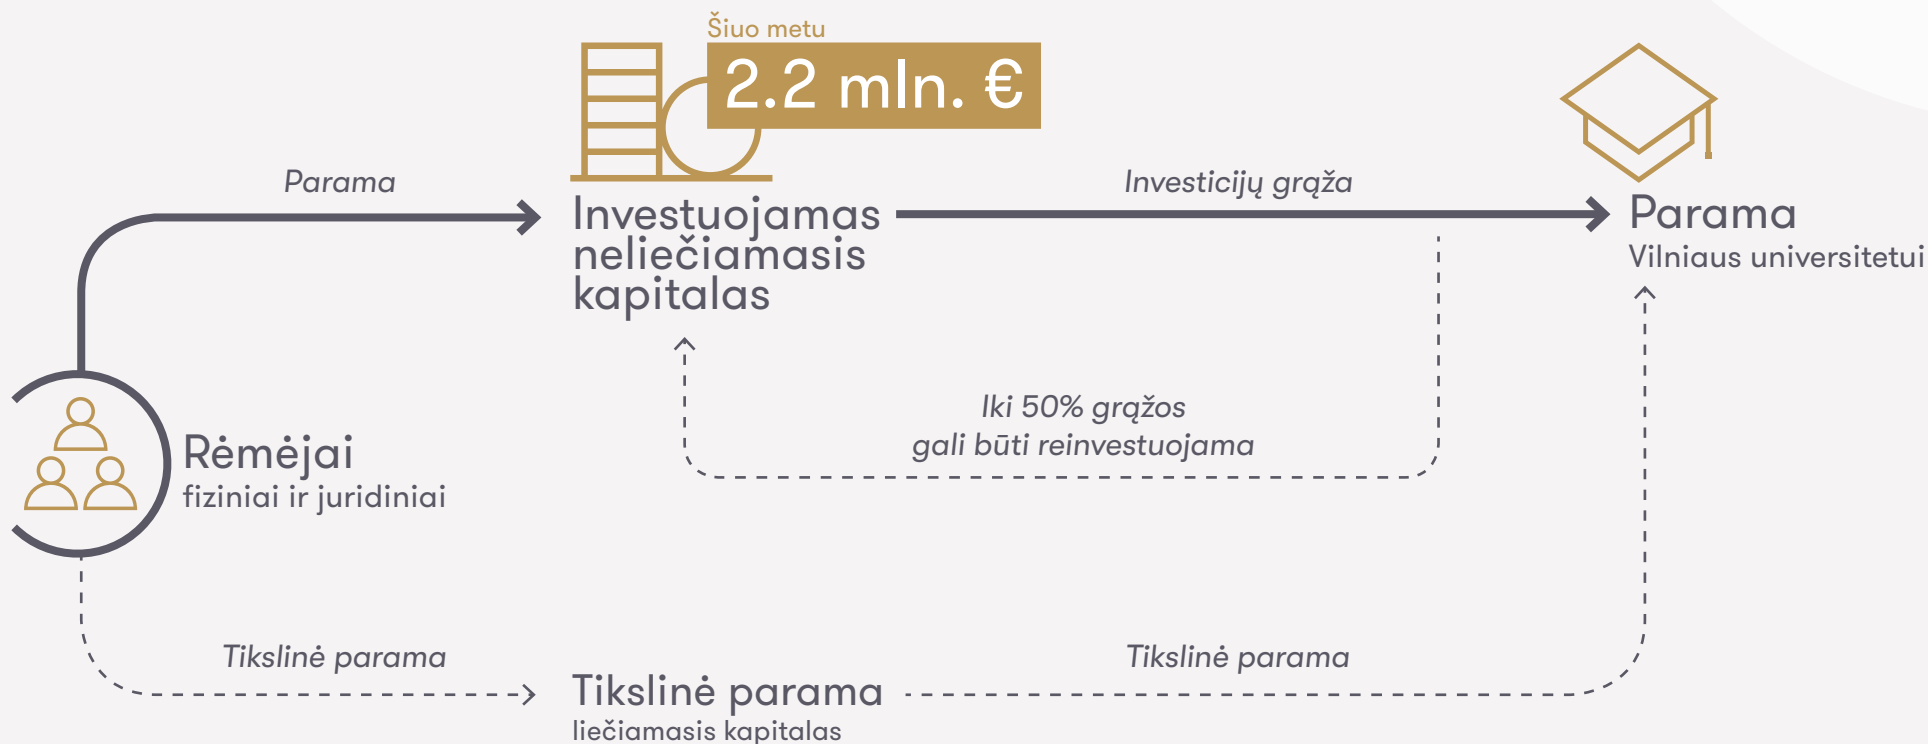 Šiuo metu
2.2 mln. €
Parama
Investuojamas
neliečiamasis
kapitalas
Investicijų grąža
Parama
Vilniaus universitetui
Iki 50% grąžos
gali būti reinvestuojama
Rėmėjai
fiziniai ir juridiniai
Tikslinė parama
Tikslinė parama
liečiamasis kapitalas
Tikslinė parama